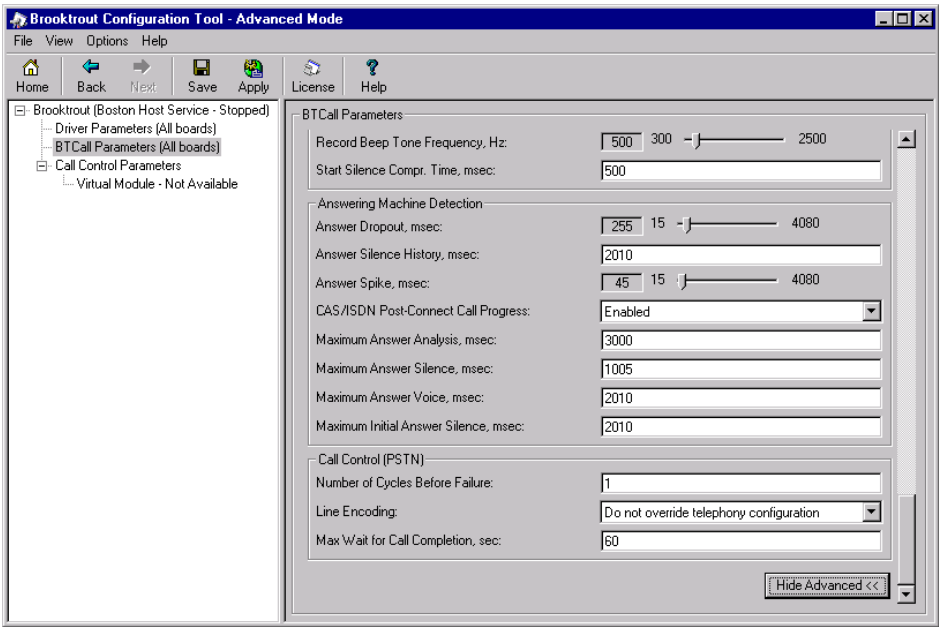 Brooktrout Configuration Tool - Advanced Mode
File View Options Help
Home Back Next Save Apply License Help
Brooktrout (Boston Host Service - Stopped)
Driver Parameters (All boards)
BTCall Parameters (All boards)
Call Control Parameters
Virtual Module - Not Available
BTCall Parameters
Record Beep Tone Frequency, Hz: 500 300 2500
Start Silence Compr. Time, msec: 500
Answering Machine Detection
Answer Dropout, msec: 255 15 4080
Answer Silence History, msec: 2010
Answer Spike, msec: 45 15 4080
CAS/ISDN Post-Connect Call Progress: Enabled
Maximum Answer Analysis, msec: 3000
Maximum Answer Silence, msec: 1005
Maximum Answer Voice, msec: 2010
Maximum Initial Answer Silence, msec: 2010
Call Control (PSTN)
Number of Cycles Before Failure: 1
Line Encoding: Do not override telephony configuration
Max Wait for Call Completion, sec: 60
Hide Advanced <<